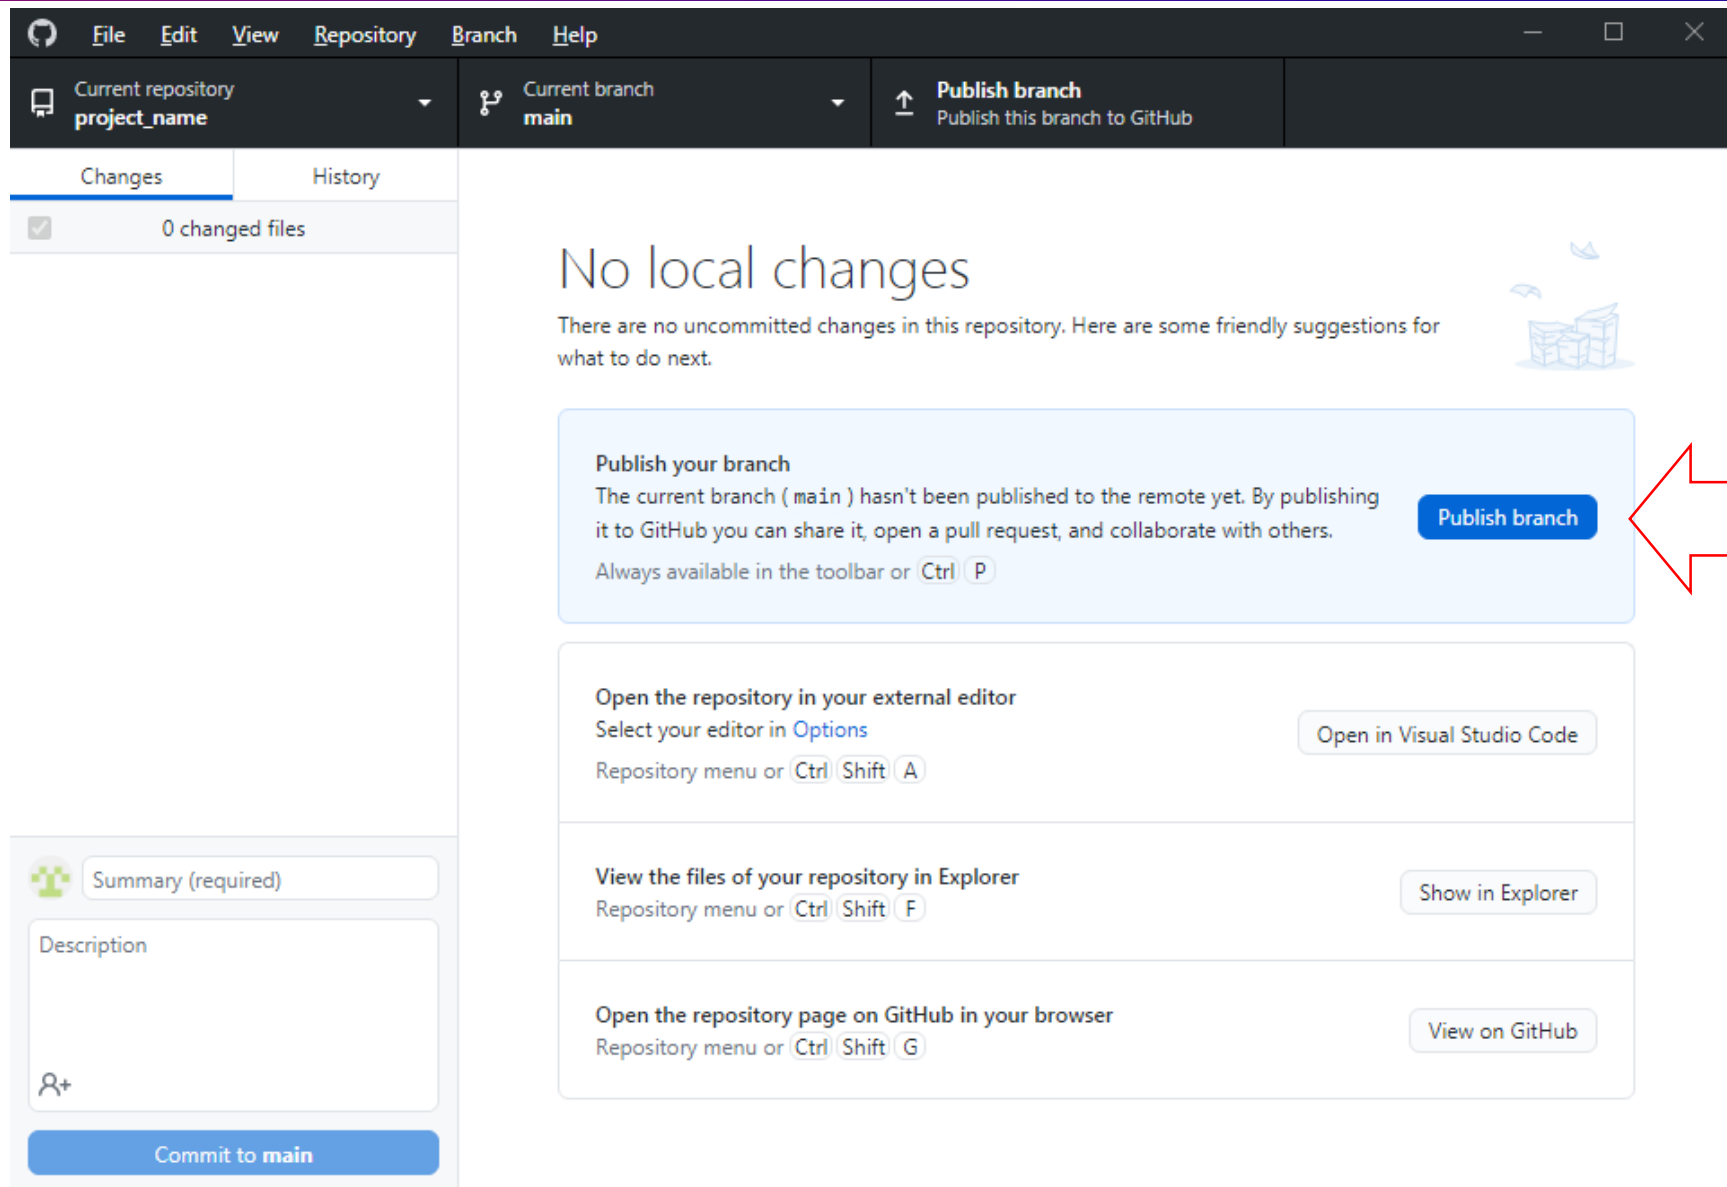 File Edit View Repository Branch Help
Current repository
project_name
Current branch
main
Publish branch
Publish this branch to GitHub
Changes History
0 changed files
No local changes
There are no uncommitted changes in this repository. Here are some friendly suggestions for
what to do next.
Publish your branch
The current branch (main) hasn't been published to the remote yet. By publishing
it to GitHub you can share it, open a pull request, and collaborate with others.
Always available in the toolbar or Ctrl P
Publish branch
Open the repository in your external editor
Select your editor in Options
Repository menu or Ctrl Shift A
Open in Visual Studio Code
View the files of your repository in Explorer
Repository menu or Ctrl Shift F
Show in Explorer
Open the repository page on GitHub in your browser
Repository menu or Ctrl Shift G
View on GitHub
Summary (required)
Description
Commit to main